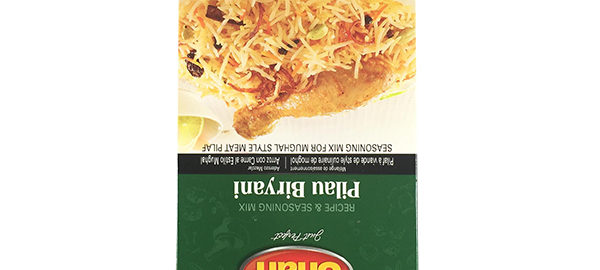 Shan
Just Perfect
RECIPE & SEASONING MIX
Pilau Biryani
Mélange de assaisonnement
Pilaf à viande de style culinaire de moghol
Aderezo Mezclar
Arroz con Carne al Estilo Mughal
SEASONING MIX FOR MUGHAL STYLE MEAT PILAF